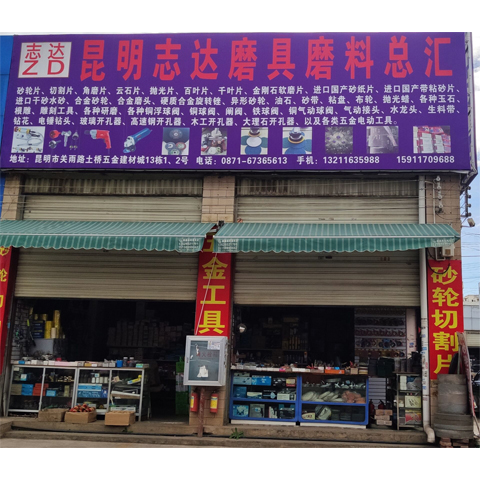 志达
ZD
昆明志达磨具磨料总汇
砂轮片、切割片、角磨片、云石片、抛光片、百叶片、千叶片、金刚石软磨片、进口国产砂纸片、进口国产带粘砂片、
进口干砂水砂、合金砂轮、合金磨头、硬质合金旋转锉、异形砂轮、油石、砂带、粘盘、布轮、抛光蜡、各种玉石、
根雕、雕刻工具、各种研磨、各种铜浮球阀、铜球阀、闸阀、铁球阀、铜气动球阀、气动接头、水龙头、生料带、
钻花、电锤钻头、玻璃开孔器、高速钢开孔器、木工开孔器、大理石开孔器、以及各类五金电动工具。
地址：昆明市关雨路土桥五金建材城13栋1、2号 电话：0871-67365613 手机：13211635988 15911709688
金工具
砂轮切割片